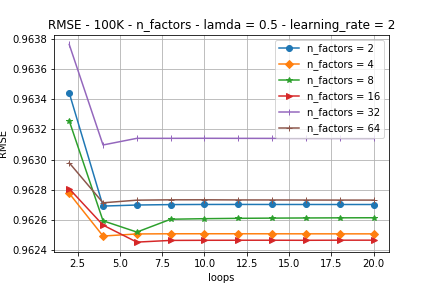 RMSE - 100K - n_factors - lamda = 0.5 - learning_rate = 2
0.9638
0.9636
0.9634
0.9632
0.9630
0.9628
0.9626
0.9624
RMSE
n_factors = 2
n_factors = 4
n_factors = 8
n_factors = 16
n_factors = 32
n_factors = 64
2.5 5.0 7.5 10.0 12.5 15.0 17.5 20.0
loops